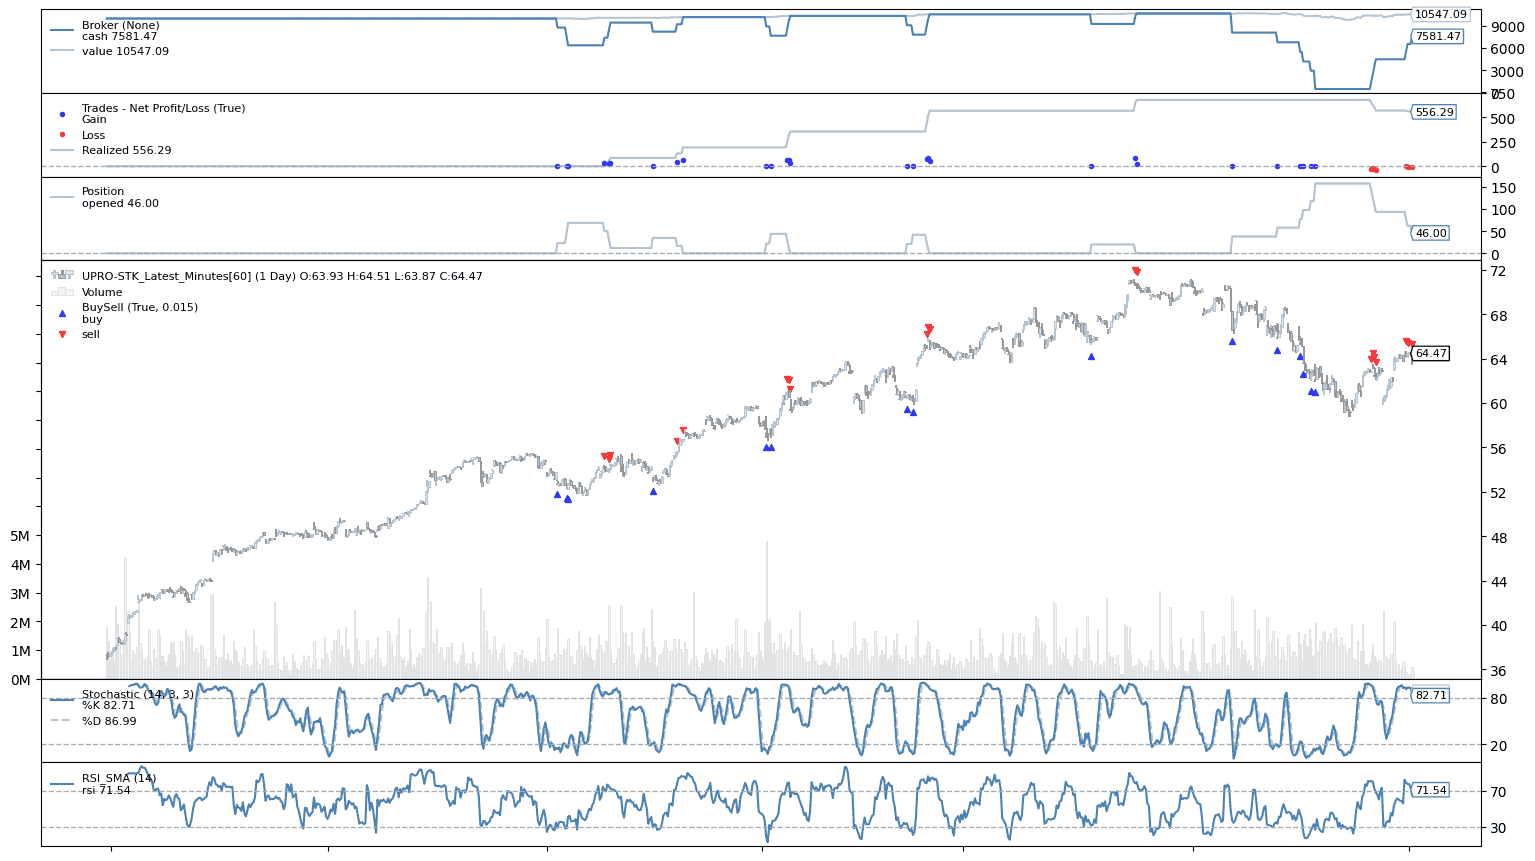 Broker (None)
cash 7581.47
value 10547.09
10547.09
9000
7581.47
6000
3000
0
Trades - Net Profit/Loss (True)
Gain
Loss
Realized 556.29
750
556.29
500
250
0
Position
opened 46.00
150
100
50
46.00
0
UPRO-STK_Latest_Minutes[60] (1 Day) O:63.93 H:64.51 L:63.87 C:64.47
Volume
BuySell (True, 0.015)
buy
sell
72
68
64.47
64
60
56
52
48
44
40
36
5M
4M
3M
2M
1M
0M
Stochastic (14, 3, 3)
%K 82.71
%D 86.99
82.71
80
20
RSI_SMA (14)
rsi 71.54
71.54
70
30